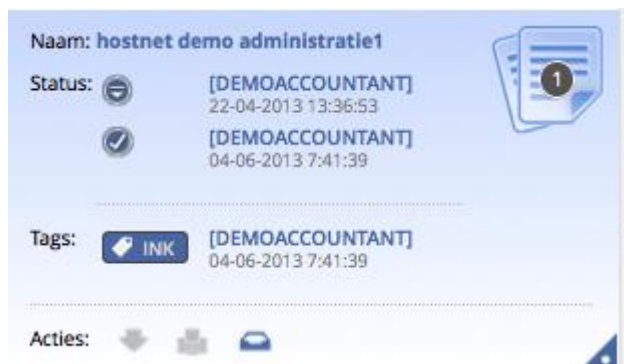 Naam: hostnet demo administratie1
1
Status: [DEMOACCOUNTANT]
22-04-2013 13:36:53
[DEMOACCOUNTANT]
04-06-2013 7:41:39
Tags: INK [DEMOACCOUNTANT]
04-06-2013 7:41:39
Acties: